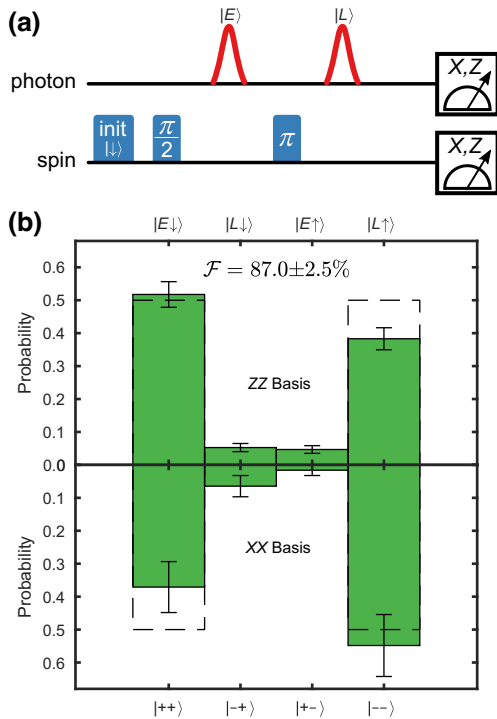 (a)
|E⟩ |L⟩
photon X,Z
init |↓⟩ π/2 π
spin X,Z
(b)
|E↓⟩ |L↓⟩ |E↑⟩ |L↑⟩
ℱ = 87.0±2.5%
0.6
0.5
0.4
0.3
0.2
0.1
0.0
0.1
0.2
0.3
0.4
0.5
0.6
Probability
Probability
ZZ Basis
XX Basis
|++⟩ |-+⟩ |+-⟩ |--⟩